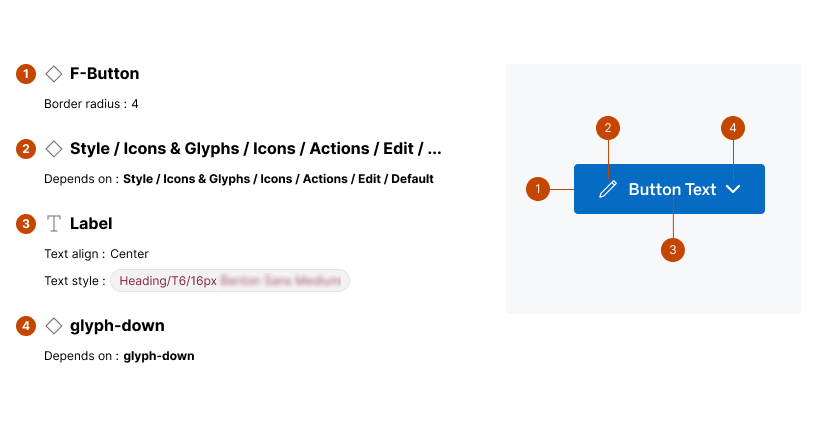 1 F-Button
Border radius : 4
2 Style / Icons & Glyphs / Icons / Actions / Edit / ...
Depends on : Style / Icons & Glyphs / Icons / Actions / Edit / Default
3 Label
Text align : Center
Text style : Heading/T6/16px
4 glyph-down
Depends on : glyph-down
2
4
1
Button Text
3